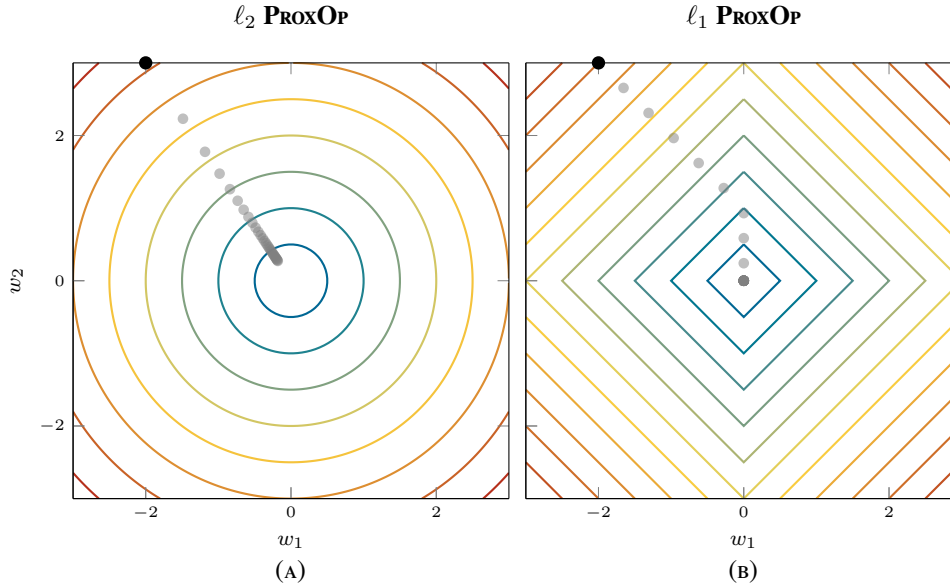 ℓ₂ PROXOP ℓ₁ PROXOP
2
0
−2
w₂
−2 0 2 −2 0 2
w₁ w₁
(A) (B)